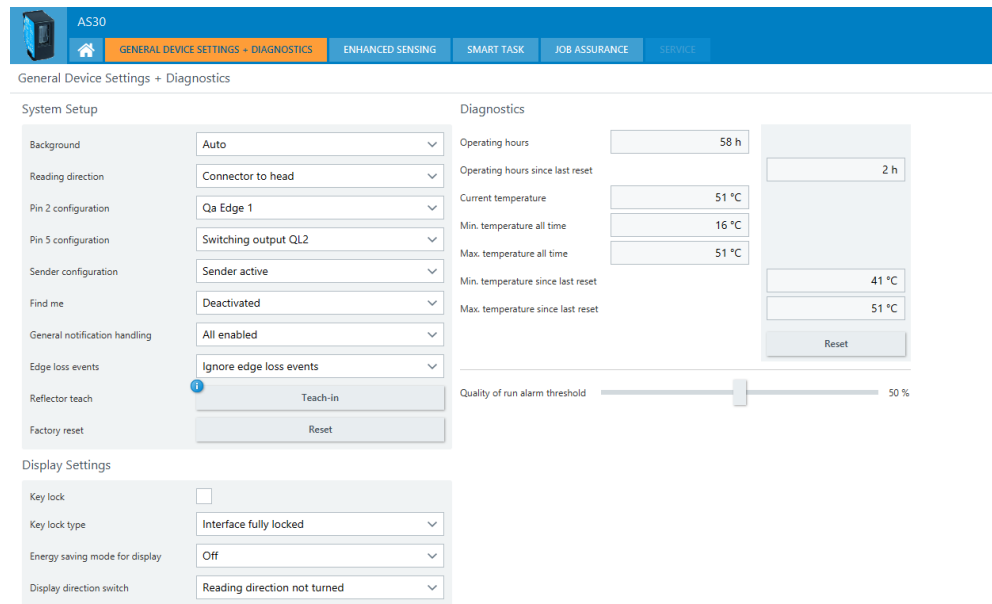 AS30
GENERAL DEVICE SETTINGS + DIAGNOSTICS
ENHANCED SENSING
SMART TASK
JOB ASSURANCE
SERVICE
General Device Settings + Diagnostics
System Setup
Background Auto
Reading direction Connector to head
Pin 2 configuration Qa Edge 1
Pin 5 configuration Switching output QL2
Sender configuration Sender active
Find me Deactivated
General notification handling All enabled
Edge loss events Ignore edge loss events
Reflector teach Teach-in
Factory reset Reset
Display Settings
Key lock
Key lock type Interface fully locked
Energy saving mode for display Off
Display direction switch Reading direction not turned
Diagnostics
Operating hours 58 h
Operating hours since last reset 2 h
Current temperature 51 °C
Min. temperature all time 16 °C
Max. temperature all time 51 °C
Min. temperature since last reset 41 °C
Max. temperature since last reset 51 °C
Reset
Quality of run alarm threshold 50 %